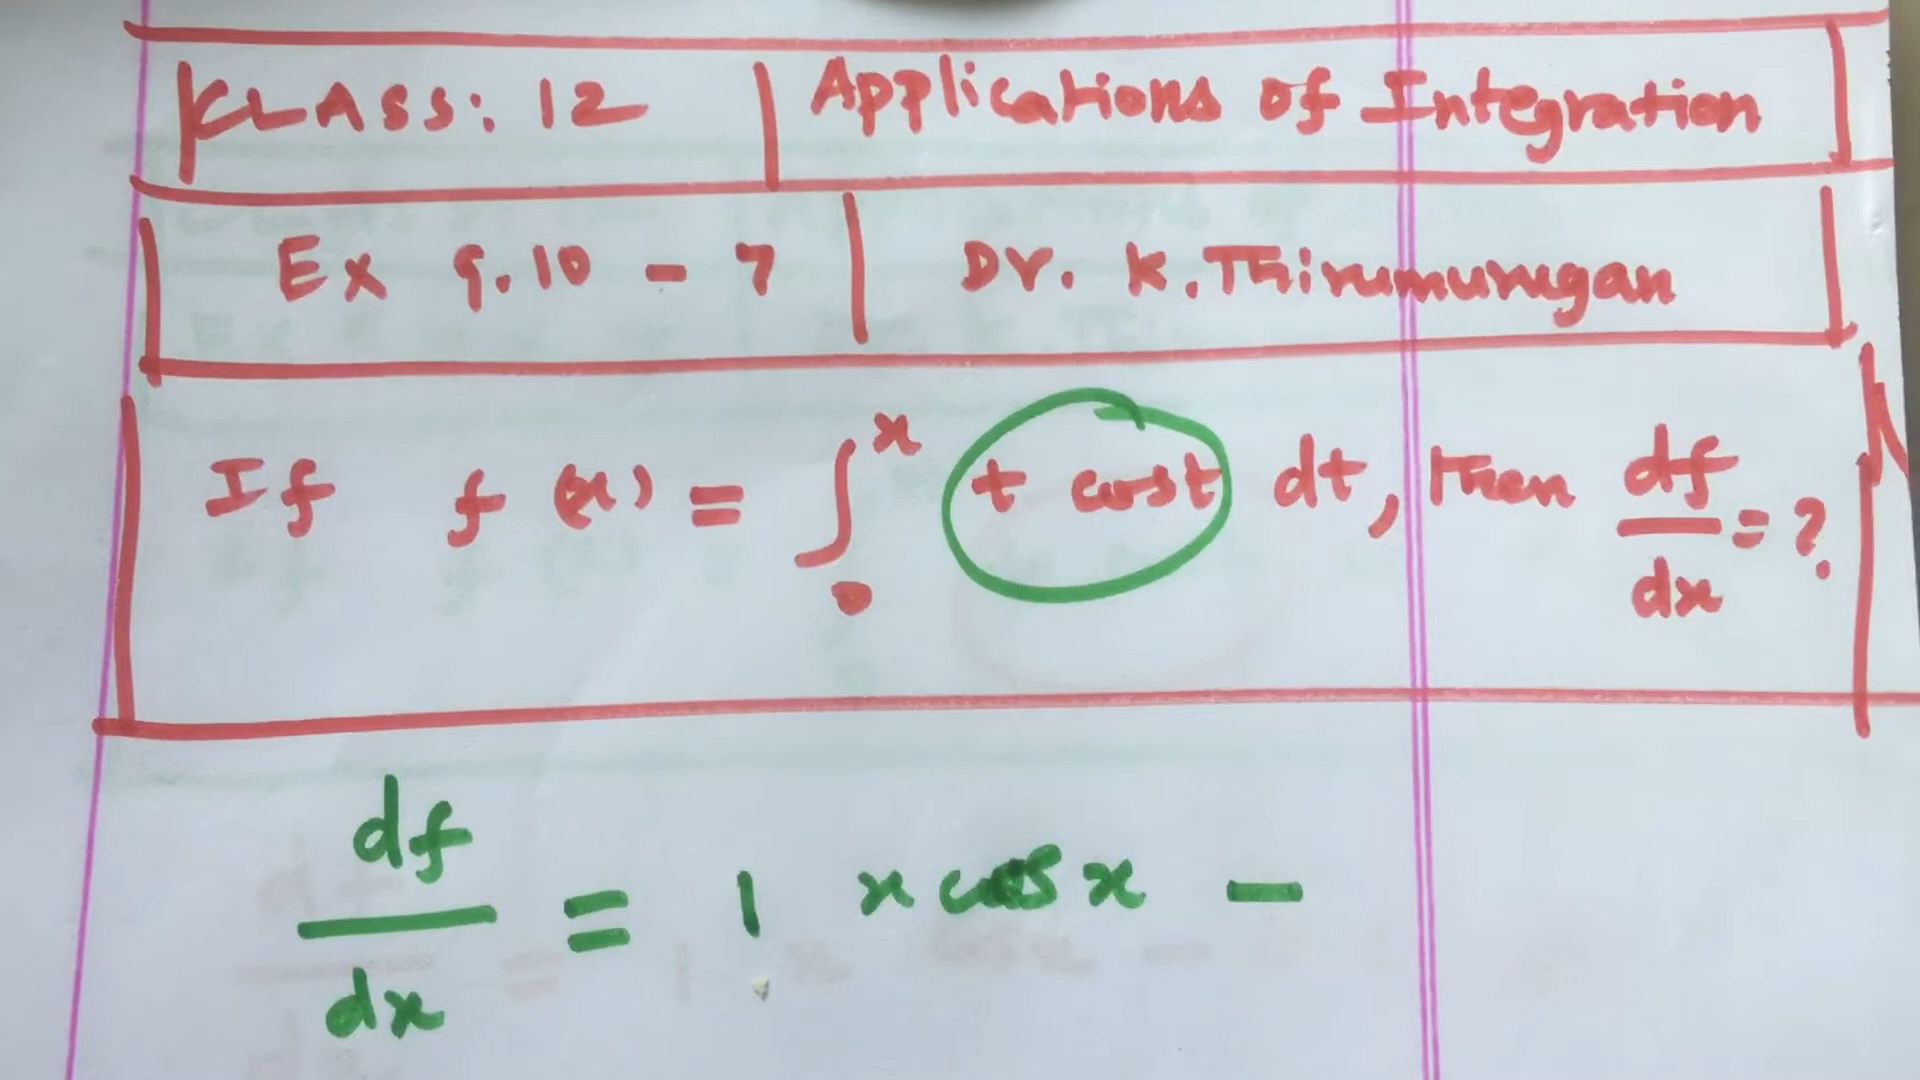 CLASS: 12 | Applications of Integration
Ex 9.10 - 7 | Dr. K. Thirumurugan
If f(x) = ∫₀ˣ t cost dt, then df/dx = ?
df/dx = 1 x cos x −